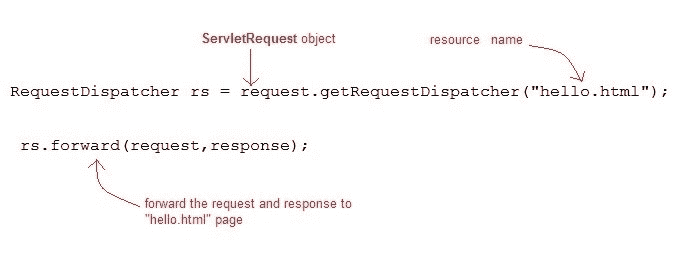 ServletRequest object
resource name
RequestDispatcher rs = request.getRequestDispatcher("hello.html");
rs.forward(request,response);
forward the request and response to
"hello.html" page